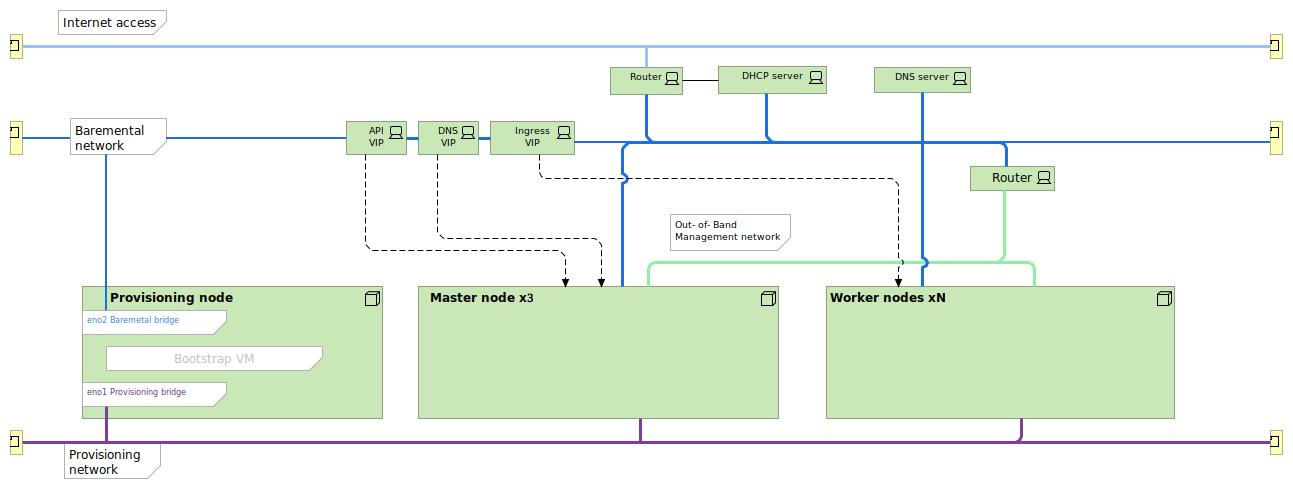 Internet access
Router
DHCP server
DNS server
Baremental
network
API
VIP
DNS
VIP
Ingress
VIP
Router
Out- of- Band
Management network
Provisioning node
Master node x3
Worker nodes xN
eno2 Baremetal bridge
Bootstrap VM
eno1 Provisioning bridge
Provisioning
network